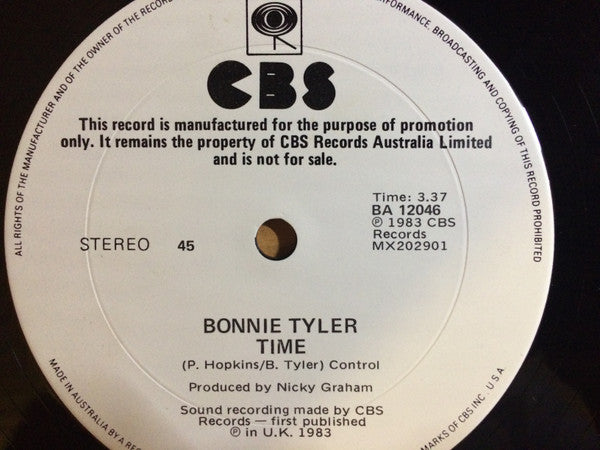 ALL RIGHTS OF THE MANUFACTURER AND OF THE OWNER OF THE RECORD
PERFORMANCE, BROADCASTING AND COPYING OF THIS RECORD PROHIBITED
CBS
This record is manufactured for the purpose of promotion
only. It remains the property of CBS Records Australia Limited
and is not for sale.
Time: 3.37
BA 12046
℗ 1983 CBS
Records
MX202901
STEREO 45
BONNIE TYLER
TIME
(P. Hopkins/B. Tyler) Control
Produced by Nicky Graham
Sound recording made by CBS
Records — first published
℗ in U.K. 1983
MADE IN AUSTRALIA BY A
MARKS OF CBS INC. U.S.A.